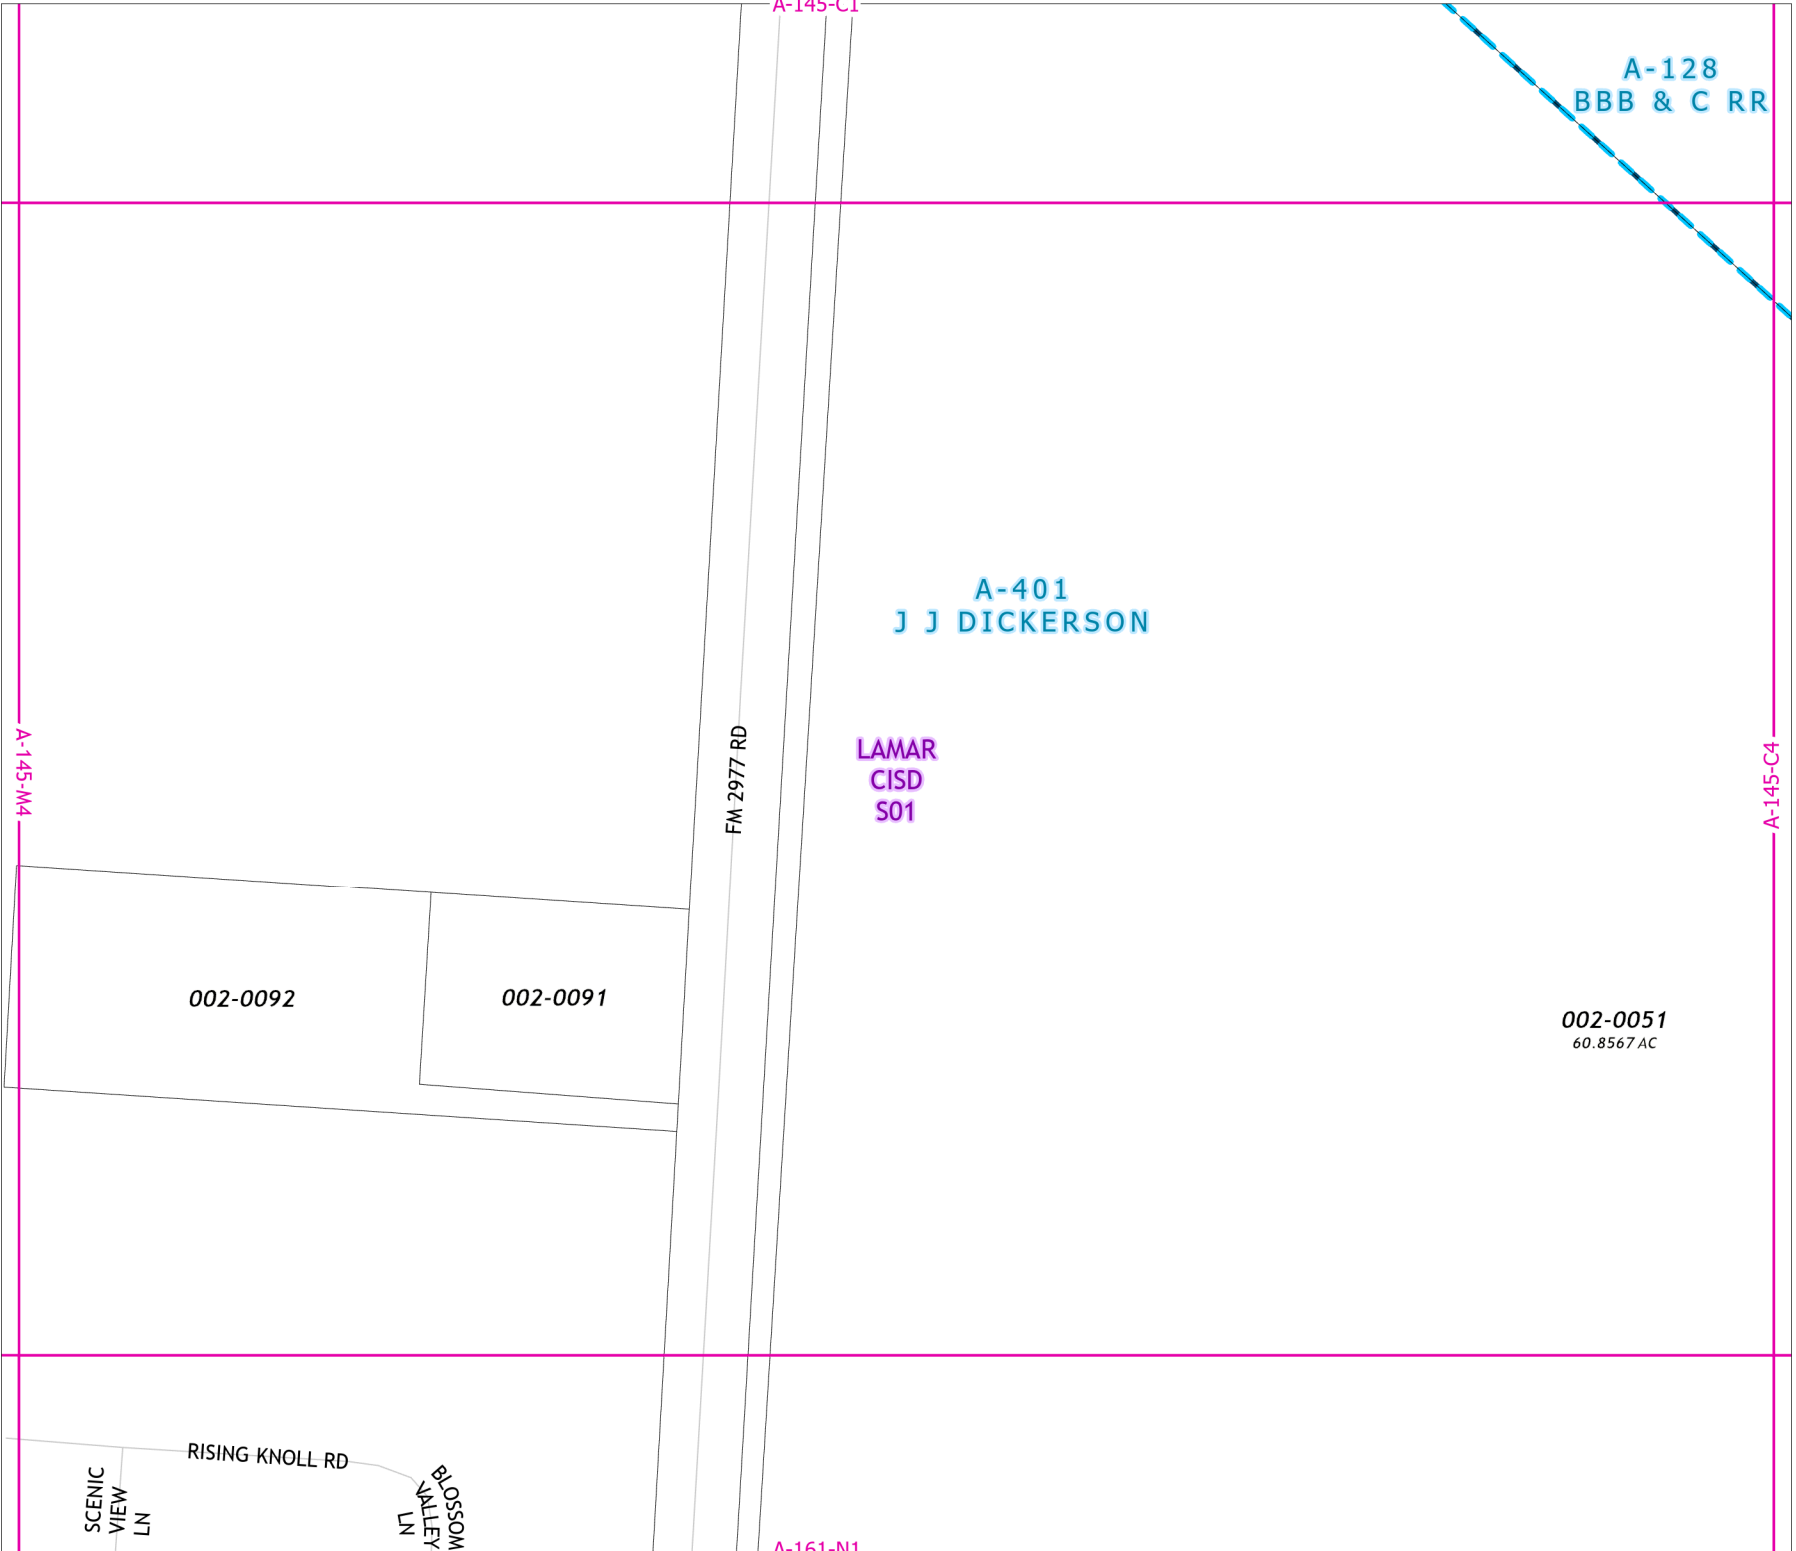 A-145-C1
A-128
BBB & C RR
A-401
J J DICKERSON
A-145-M4
FM 2977 RD
LAMAR
CISD
S01
A-145-C4
002-0092
002-0091
002-0051
60.8567 AC
RISING KNOLL RD
SCENIC
VIEW
LN
BLOSSOM
VALLEY
LN
A-161-N1